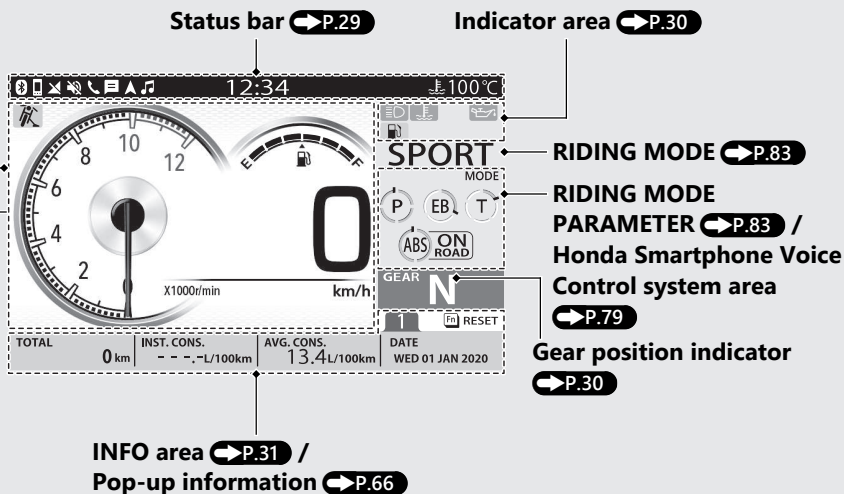 Status bar P.29
Indicator area P.30
12:34
100℃
RIDING MODE P.83
RIDING MODE
PARAMETER P.83 /
Honda Smartphone Voice
Control system area
P.79
Gear position indicator
P.30
2
4
6
8
10
12
0
X1000r/min
E
F
0
km/h
SPORT
MODE
P
EB
T
ABS
ON
ROAD
GEAR
N
1
Fn RESET
TOTAL
0 km
INST. CONS.
- - -.-L/100km
AVG. CONS.
13.4L/100km
DATE
WED 01 JAN 2020
INFO area P.31 /
Pop-up information P.66